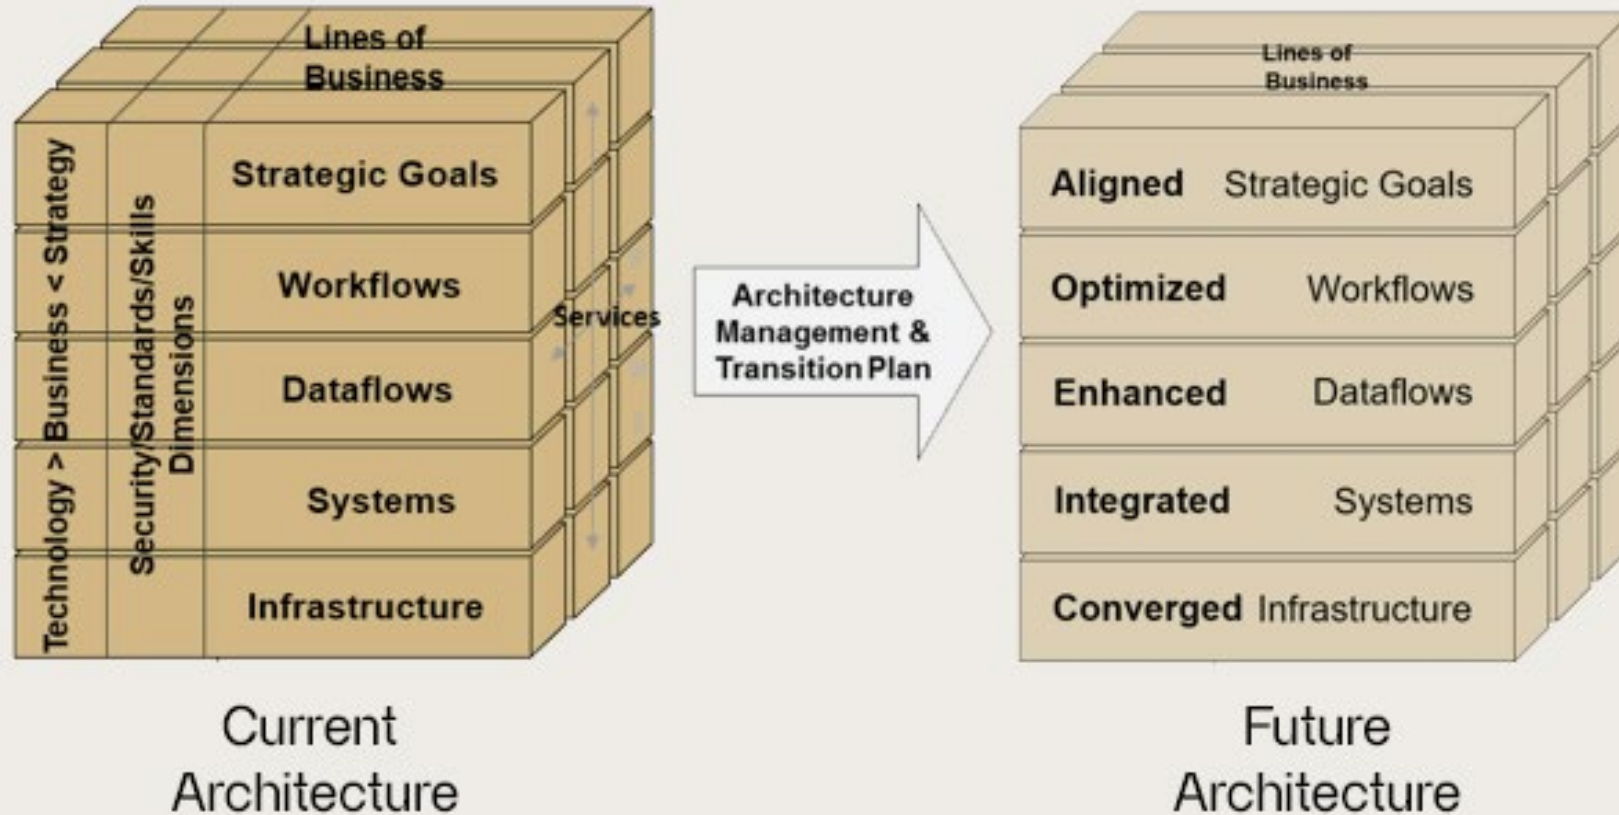 Lines of
Business
Technology > Business < Strategy
Security/Standards/Skills
Dimensions
Strategic Goals
Workflows
Dataflows
Systems
Infrastructure
Services
Current
Architecture
Architecture
Management &
Transition Plan
Lines of
Business
Aligned Strategic Goals
Optimized Workflows
Enhanced Dataflows
Integrated Systems
Converged Infrastructure
Future
Architecture